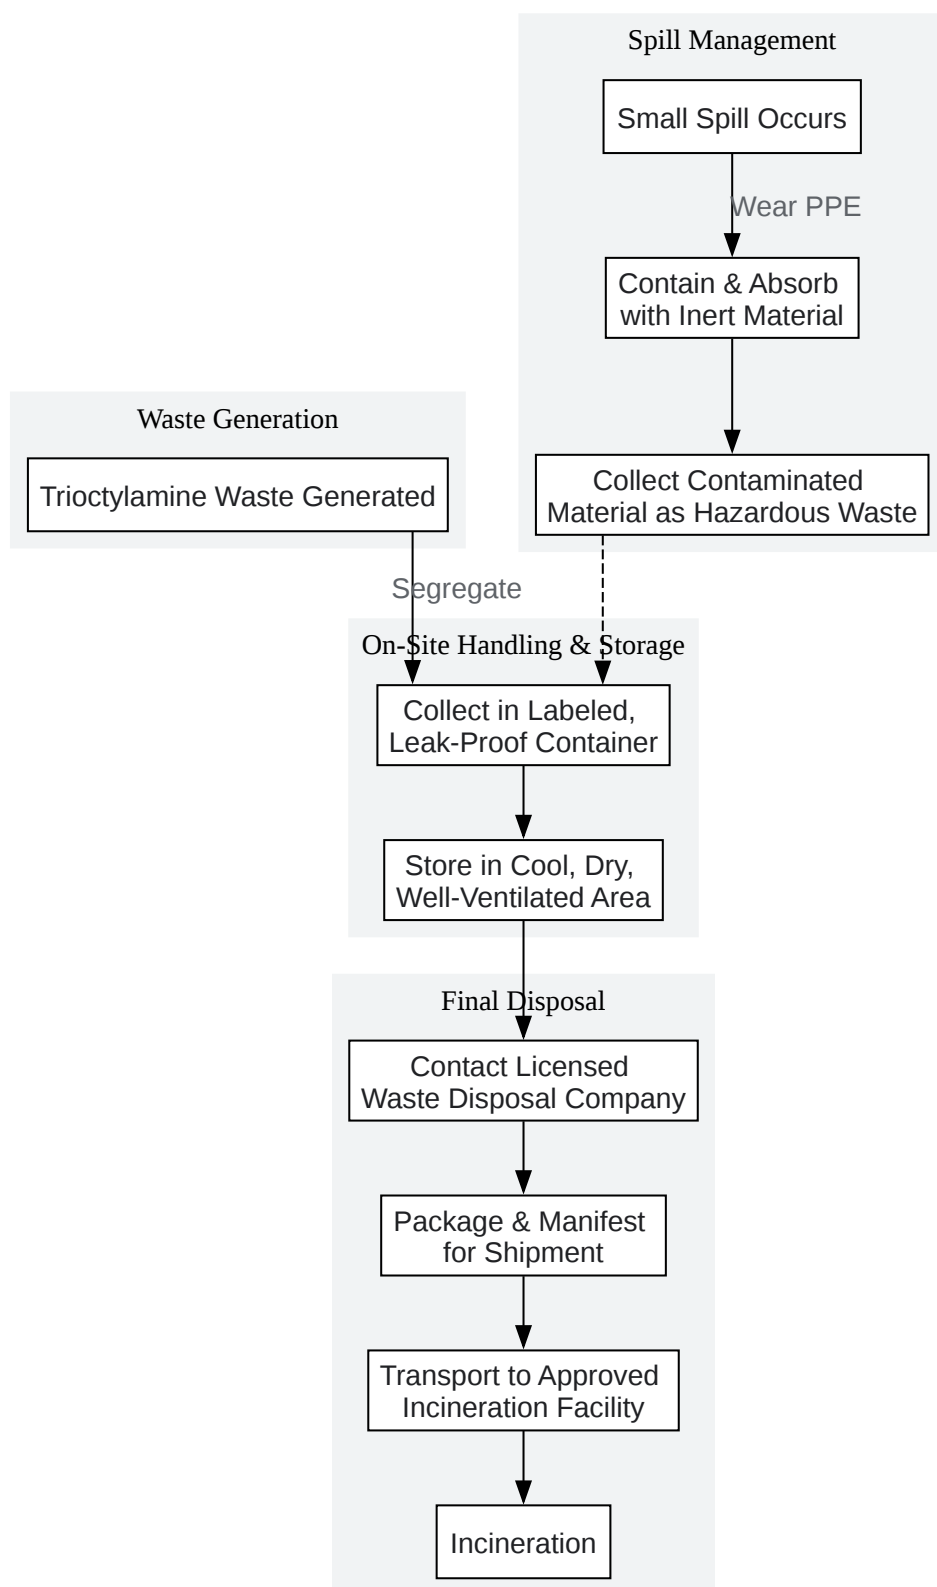 Spill Management
Small Spill Occurs
Wear PPE
Contain & Absorb
with Inert Material
Collect Contaminated
Material as Hazardous Waste
Waste Generation
Trioctylamine Waste Generated
Segregate
On-Site Handling & Storage
Collect in Labeled,
Leak-Proof Container
Store in Cool, Dry,
Well-Ventilated Area
Final Disposal
Contact Licensed
Waste Disposal Company
Package & Manifest
for Shipment
Transport to Approved
Incineration Facility
Incineration